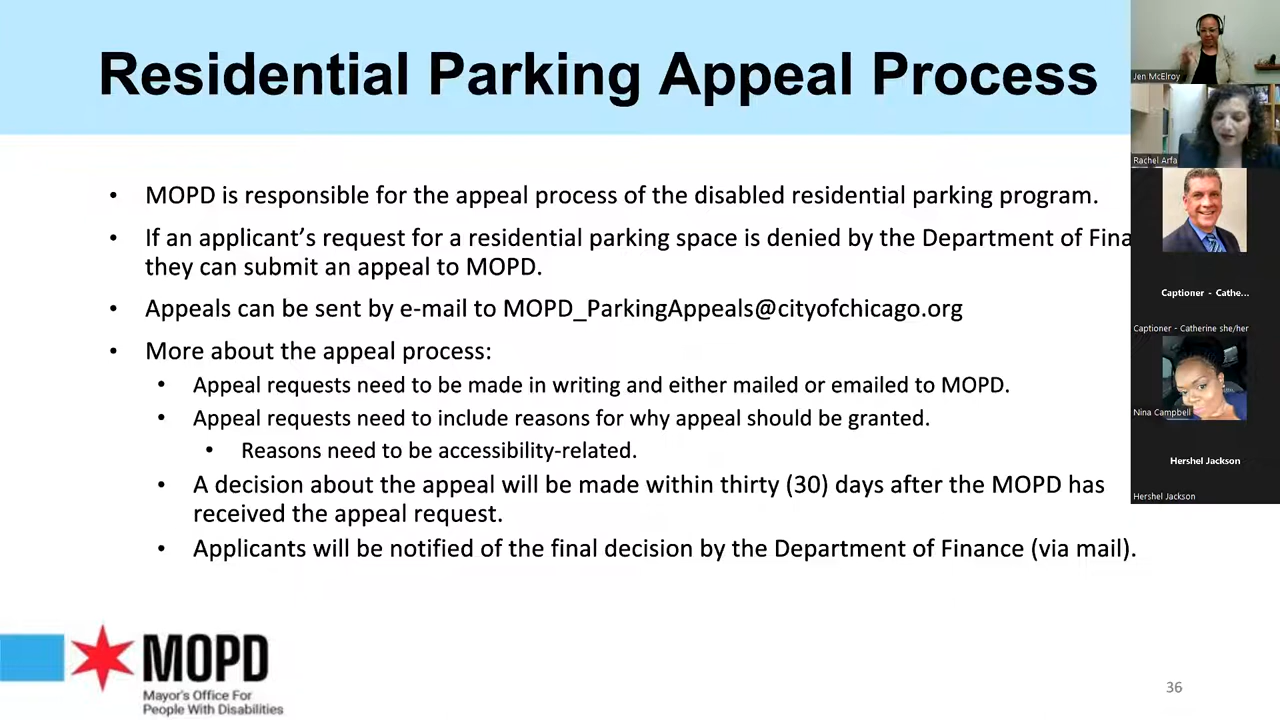 Residential Parking Appeal Process
• MOPD is responsible for the appeal process of the disabled residential parking program.
• If an applicant's request for a residential parking space is denied by the Department of Fina
they can submit an appeal to MOPD.
• Appeals can be sent by e-mail to MOPD_ParkingAppeals@cityofchicago.org
• More about the appeal process:
• Appeal requests need to be made in writing and either mailed or emailed to MOPD.
• Appeal requests need to include reasons for why appeal should be granted.
• Reasons need to be accessibility-related.
• A decision about the appeal will be made within thirty (30) days after the MOPD has
received the appeal request.
• Applicants will be notified of the final decision by the Department of Finance (via mail).
MOPD
Mayor's Office For
People With Disabilities
36
Jen McElroy
Rachel Arfa
Captioner - Cathe...
Captioner - Catherine she/her
Nina Campbell
Hershel Jackson
Hershel Jackson